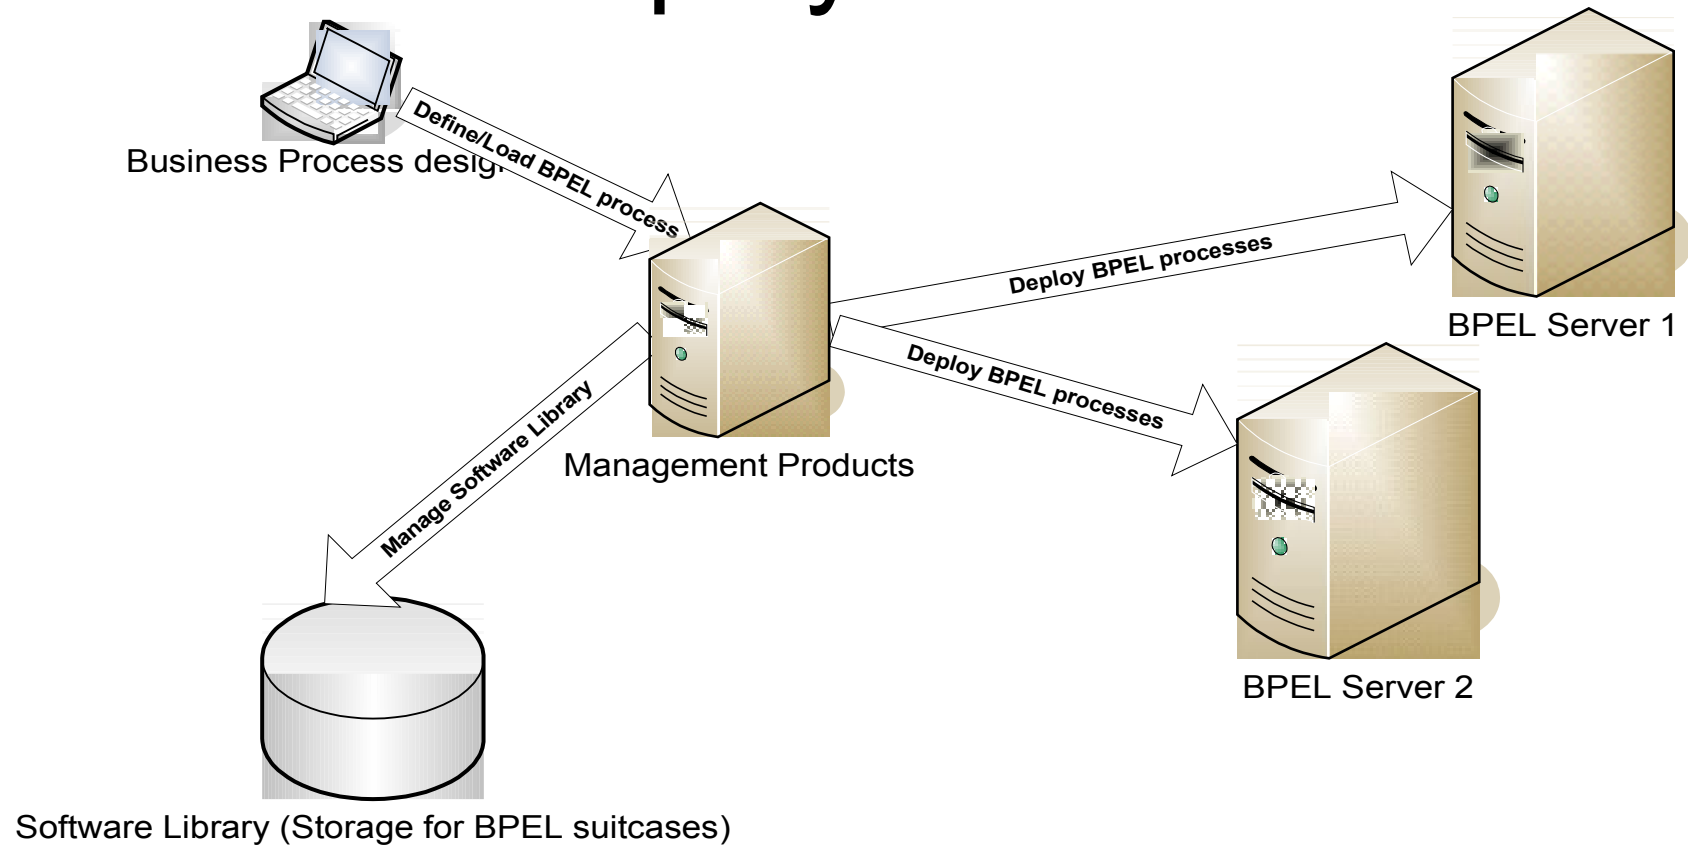 Business Process desig
Define/Load BPEL process
Deploy BPEL processes
BPEL Server 1
Deploy BPEL processes
Manage Software Library
Management Products
BPEL Server 2
Software Library (Storage for BPEL suitcases)